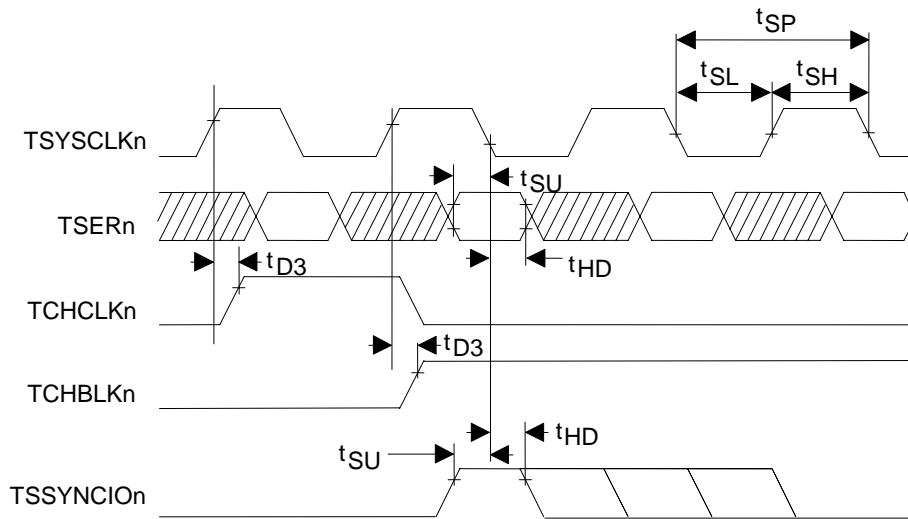 tSP
tSL
tSH
TSYSCLKn
tSU
TSERn
tD3
tHD
TCHCLKn
tD3
TCHBLKn
tHD
tSU
TSSYNCIOn